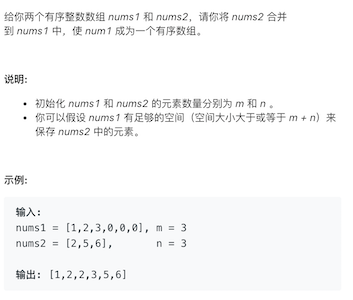 给你两个有序整数数组 nums1 和 nums2，请你将 nums2 合并
到 nums1 中，使 num1 成为一个有序数组。
说明:
• 初始化 nums1 和 nums2 的元素数量分别为 m 和 n 。
• 你可以假设 nums1 有足够的空间（空间大小大于或等于 m + n）来
保存 nums2 中的元素。
示例:
输入:
nums1 = [1,2,3,0,0,0], m = 3
nums2 = [2,5,6], n = 3
输出: [1,2,2,3,5,6]